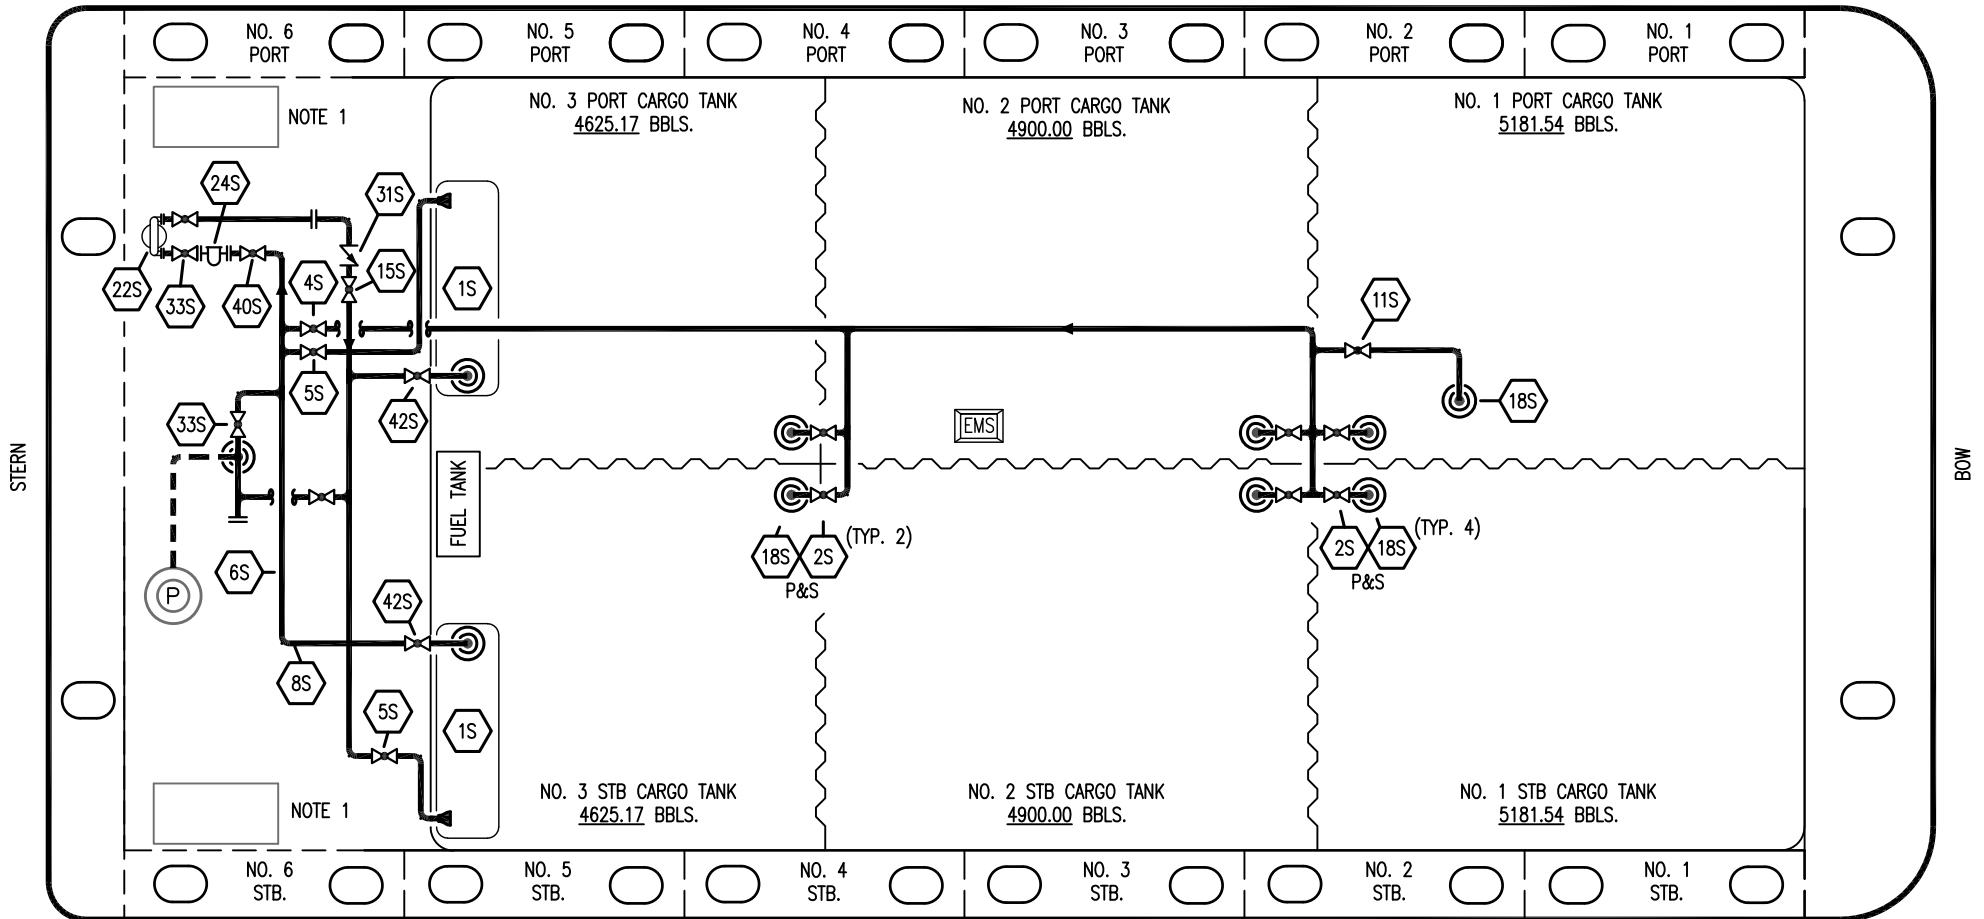 NO. 6
PORT
NO. 5
PORT
NO. 4
PORT
NO. 3
PORT
NO. 2
PORT
NO. 1
PORT
NOTE 1
NO. 3 PORT CARGO TANK
4625.17 BBLS.
NO. 2 PORT CARGO TANK
4900.00 BBLS.
NO. 1 PORT CARGO TANK
5181.54 BBLS.
24S
31S
22S
33S
40S
4S
15S
1S
11S
5S
42S
33S
18S
EMS
STERN
BOW
FUEL TANK
18S
2S
(TYP. 2)
P&S
2S
18S
(TYP. 4)
P&S
6S
P
42S
8S
5S
1S
NOTE 1
NO. 3 STB CARGO TANK
4625.17 BBLS.
NO. 2 STB CARGO TANK
4900.00 BBLS.
NO. 1 STB CARGO TANK
5181.54 BBLS.
NO. 6
STB.
NO. 5
STB.
NO. 4
STB.
NO. 3
STB.
NO. 2
STB.
NO. 1
STB.